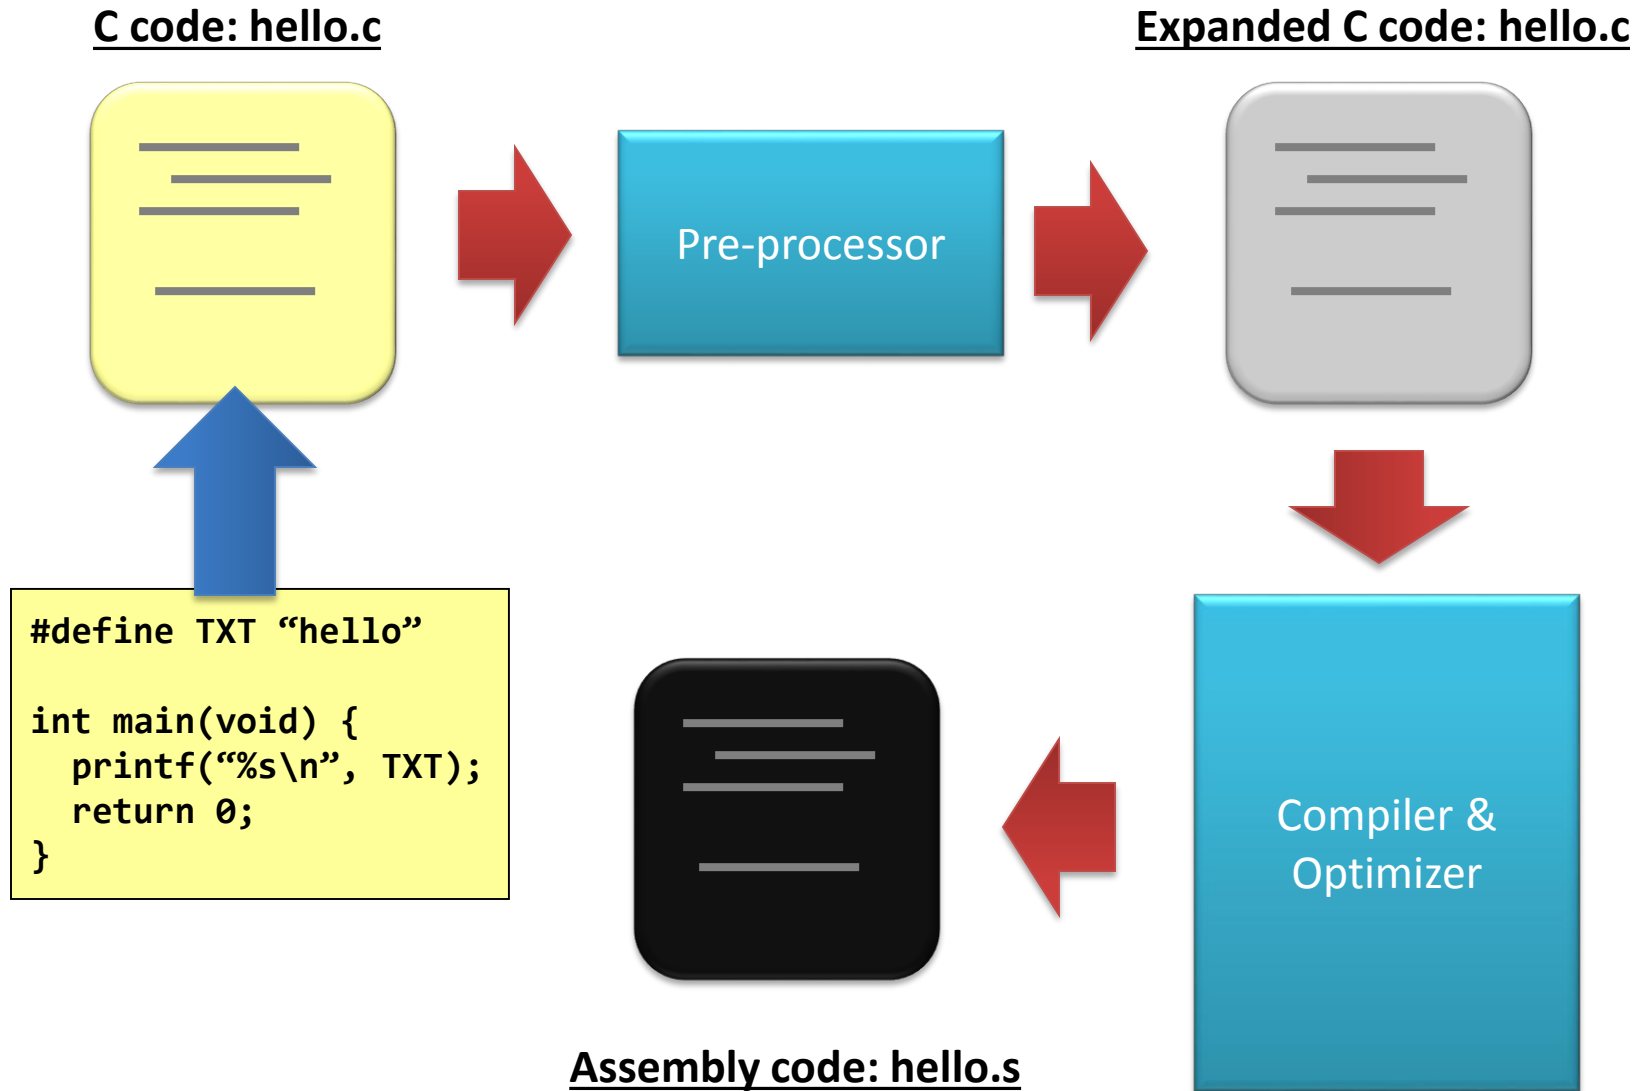 C code: hello.c
Expanded C code: hello.c
Pre-processor
#define TXT “hello”
int main(void) {
  printf(“%s\n”, TXT);
  return 0;
}
Compiler &
Optimizer
Assembly code: hello.s